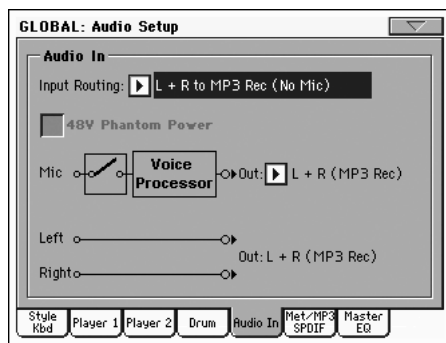 GLOBAL: Audio Setup
Audio In
Input Routing: L + R to MP3 Rec (No Mic)
48V Phantom Power
Mic Voice Processor Out: L + R (MP3 Rec)
Left
Out: L + R (MP3 Rec)
Right
Style Kbd Player 1 Player 2 Drum Audio In Met/MP3 SPDIF Master EQ